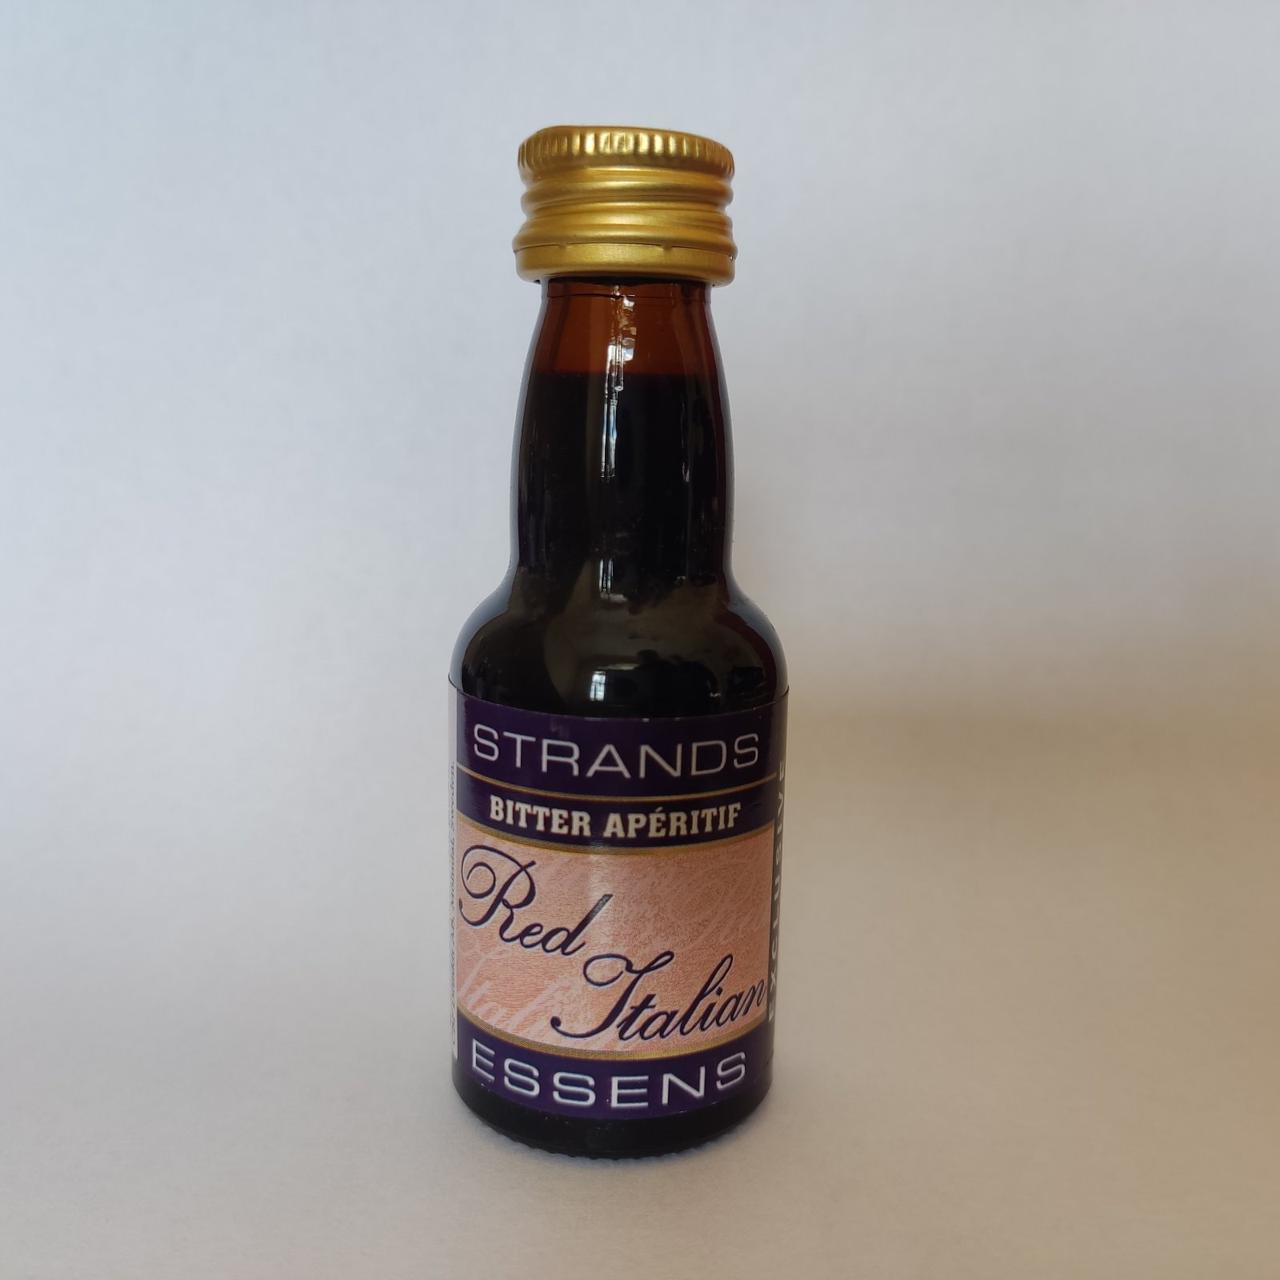 STRANDS
BITTER APÉRITIF
Red
Italian
ESSENS
EXCLUSIVE